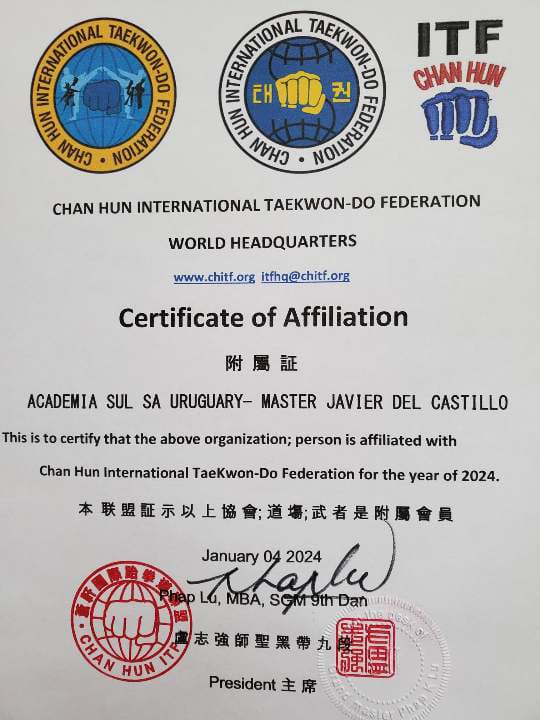 CHAN HUN INTERNATIONAL TAEKWON-DO FEDERATION
CHAN HUN INTERNATIONAL TAEKWON-DO FEDERATION
태 권
ITF
CHAN HUN
CHAN HUN INTERNATIONAL TAEKWON-DO FEDERATION
WORLD HEADQUARTERS
www.chitf.org itfhq@chitf.org
Certificate of Affiliation
附屬証
ACADEMIA SUL SA URUGUARY- MASTER JAVIER DEL CASTILLO
This is to certify that the above organization; person is affiliated with
Chan Hun International TaeKwon-Do Federation for the year of 2024.
本联盟証示以上協會;道場;武者是附屬會員
January 04 2024
Phap Lu, MBA, SGM 9th Dan
盧志強師聖黑帶九段
CHAN HUN ITF
President 主席